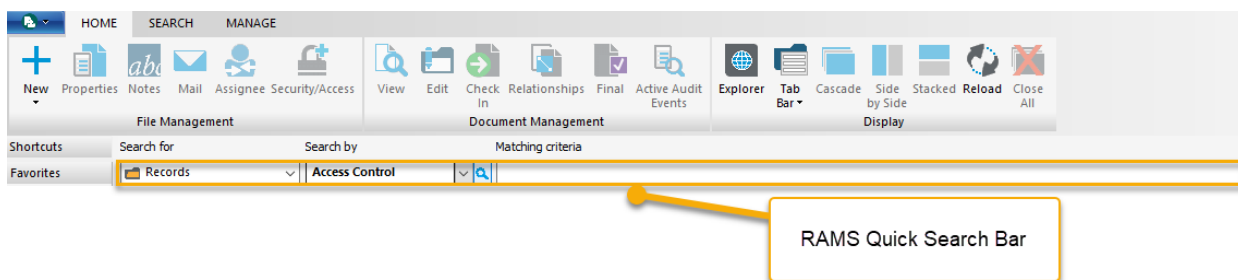 HOME SEARCH MANAGE
abc
New Properties Notes Mail Assignee Security/Access View Edit Check In Relationships Final Active Audit Events Explorer Tab Bar Cascade Side by Side Stacked Reload Close All
File Management Document Management Display
Shortcuts Search for Search by Matching criteria
Favorites Records Access Control
RAMS Quick Search Bar